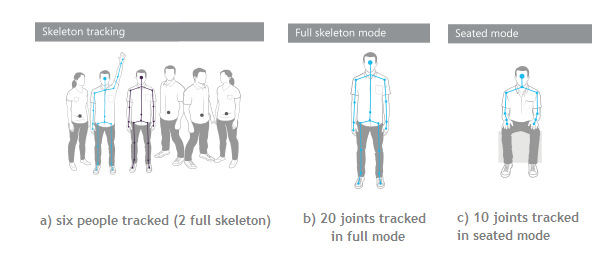 Skeleton tracking
Full skeleton mode
Seated mode
a) six people tracked (2 full skeleton)
b) 20 joints tracked
in full mode
c) 10 joints tracked
in seated mode